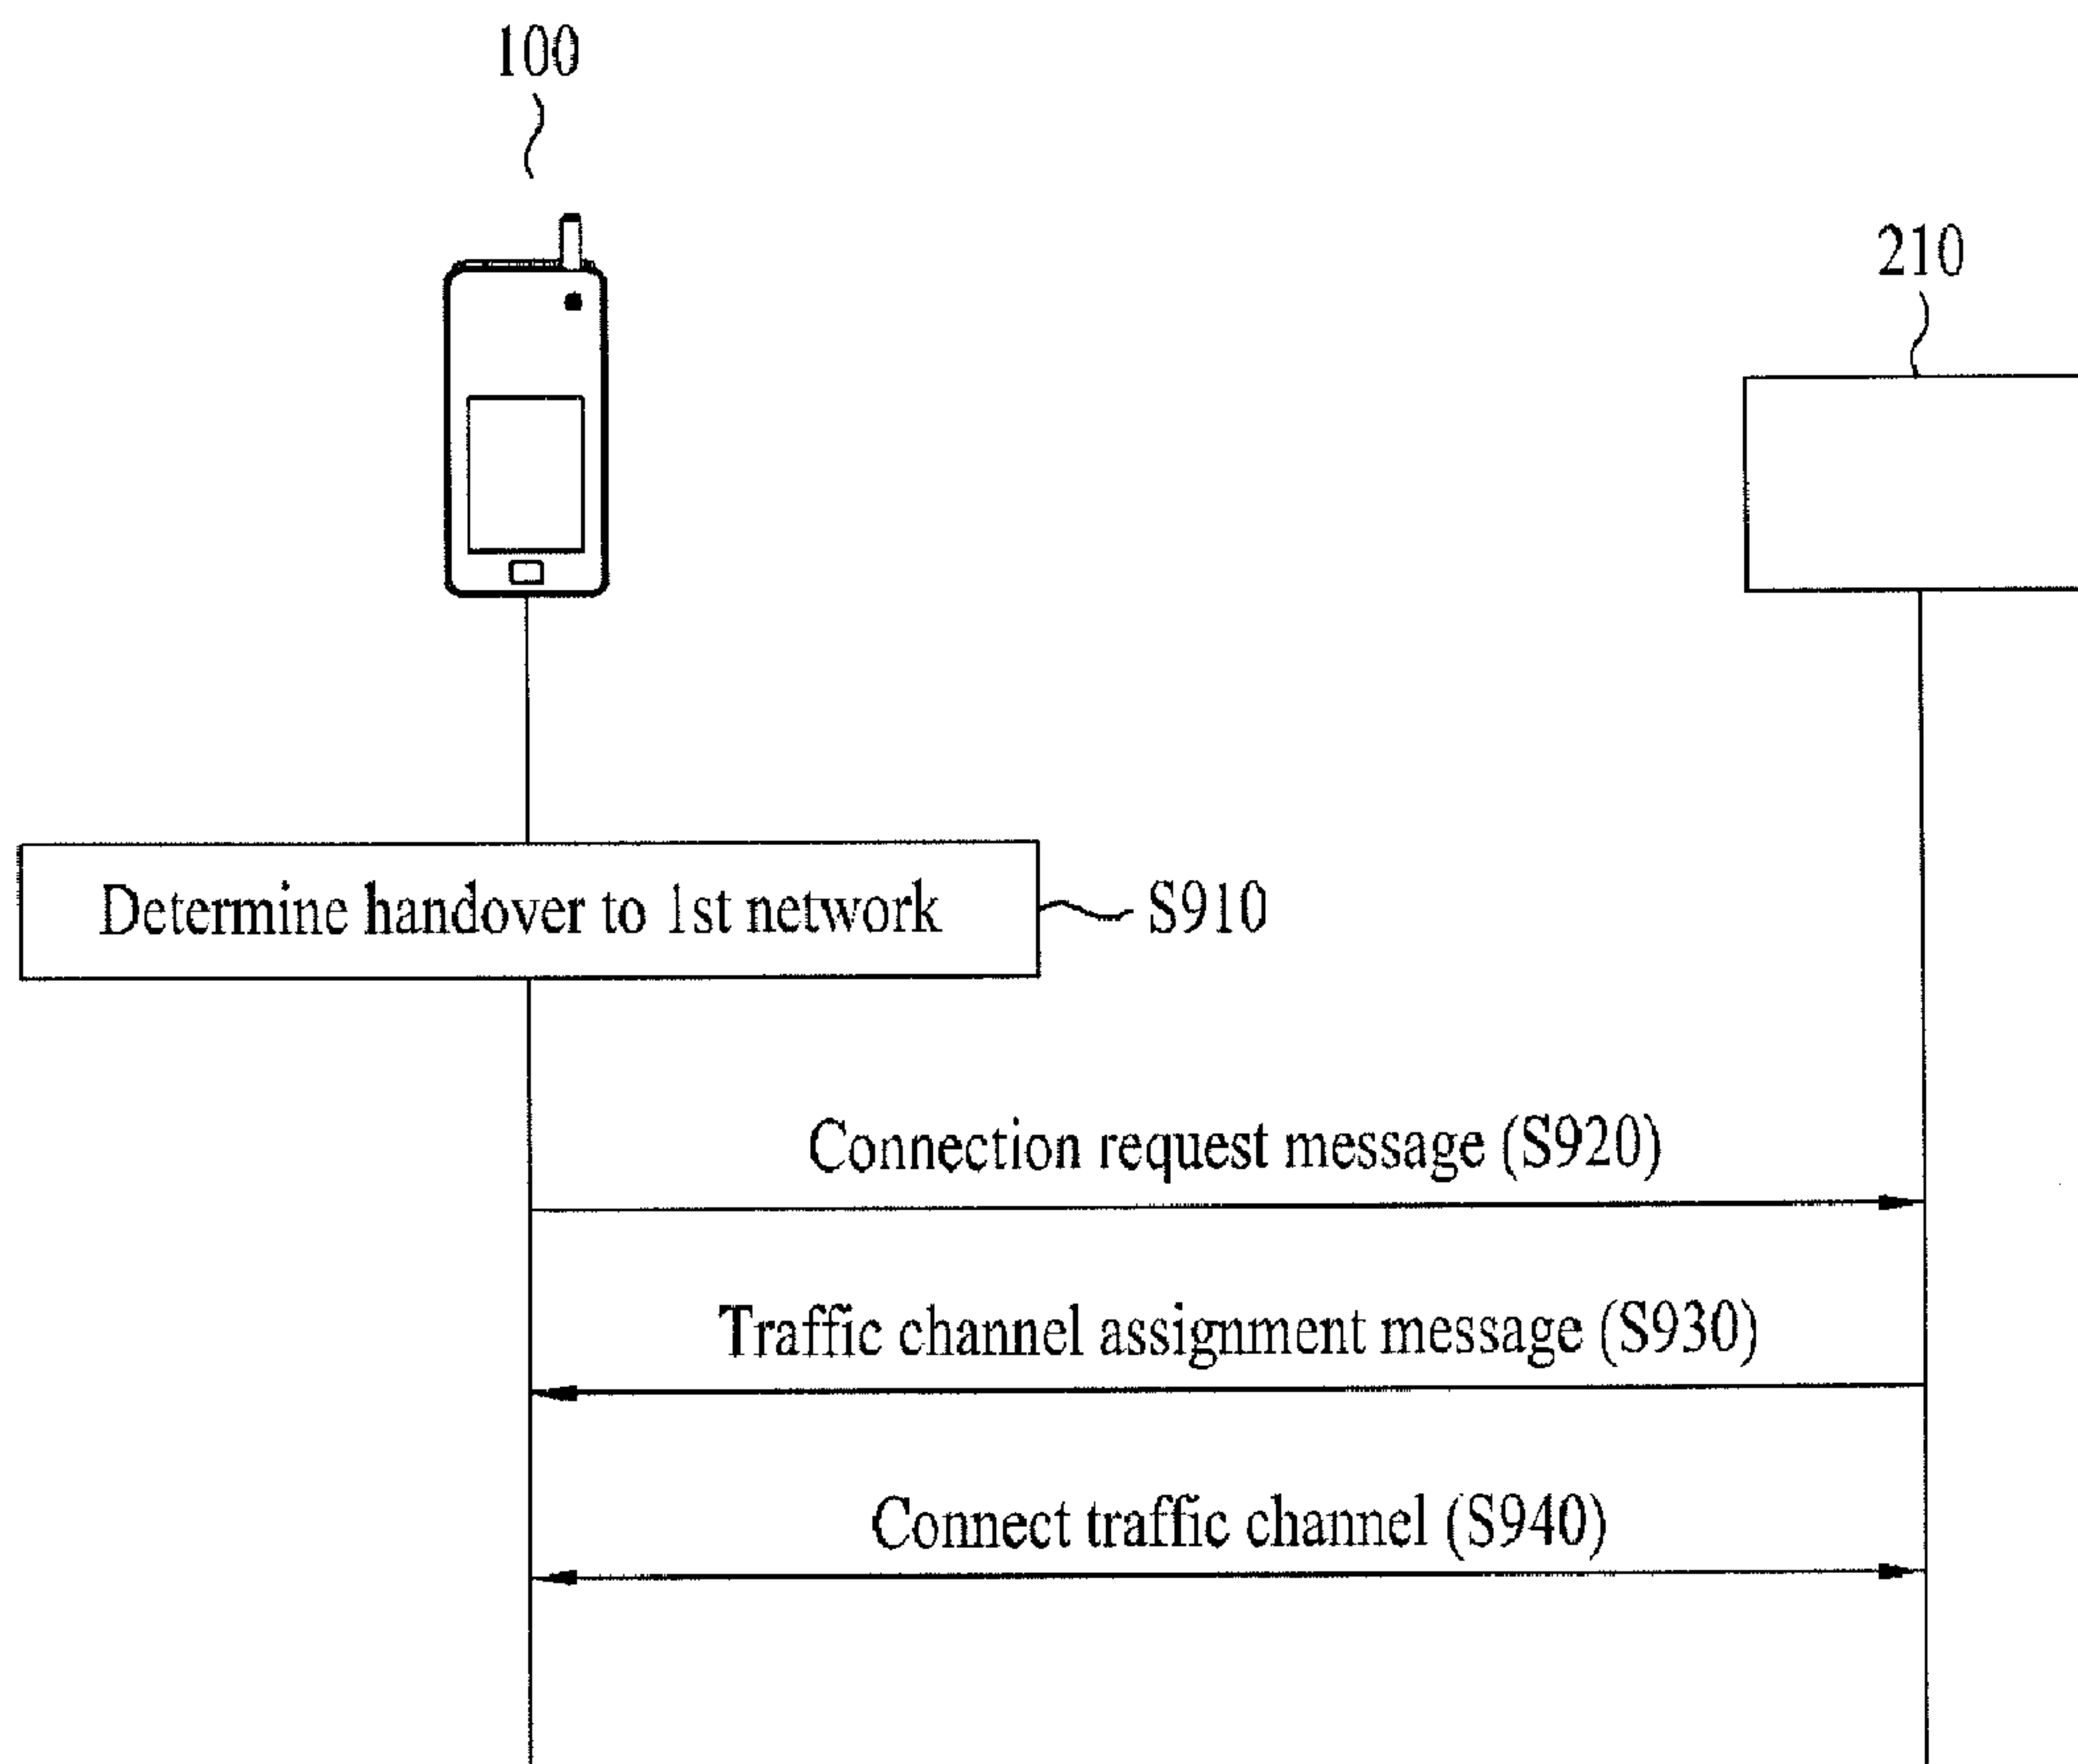 100
210
Determine handover to 1st network
S910
Connection request message (S920)
Traffic channel assignment message (S930)
Connect traffic channel (S940)